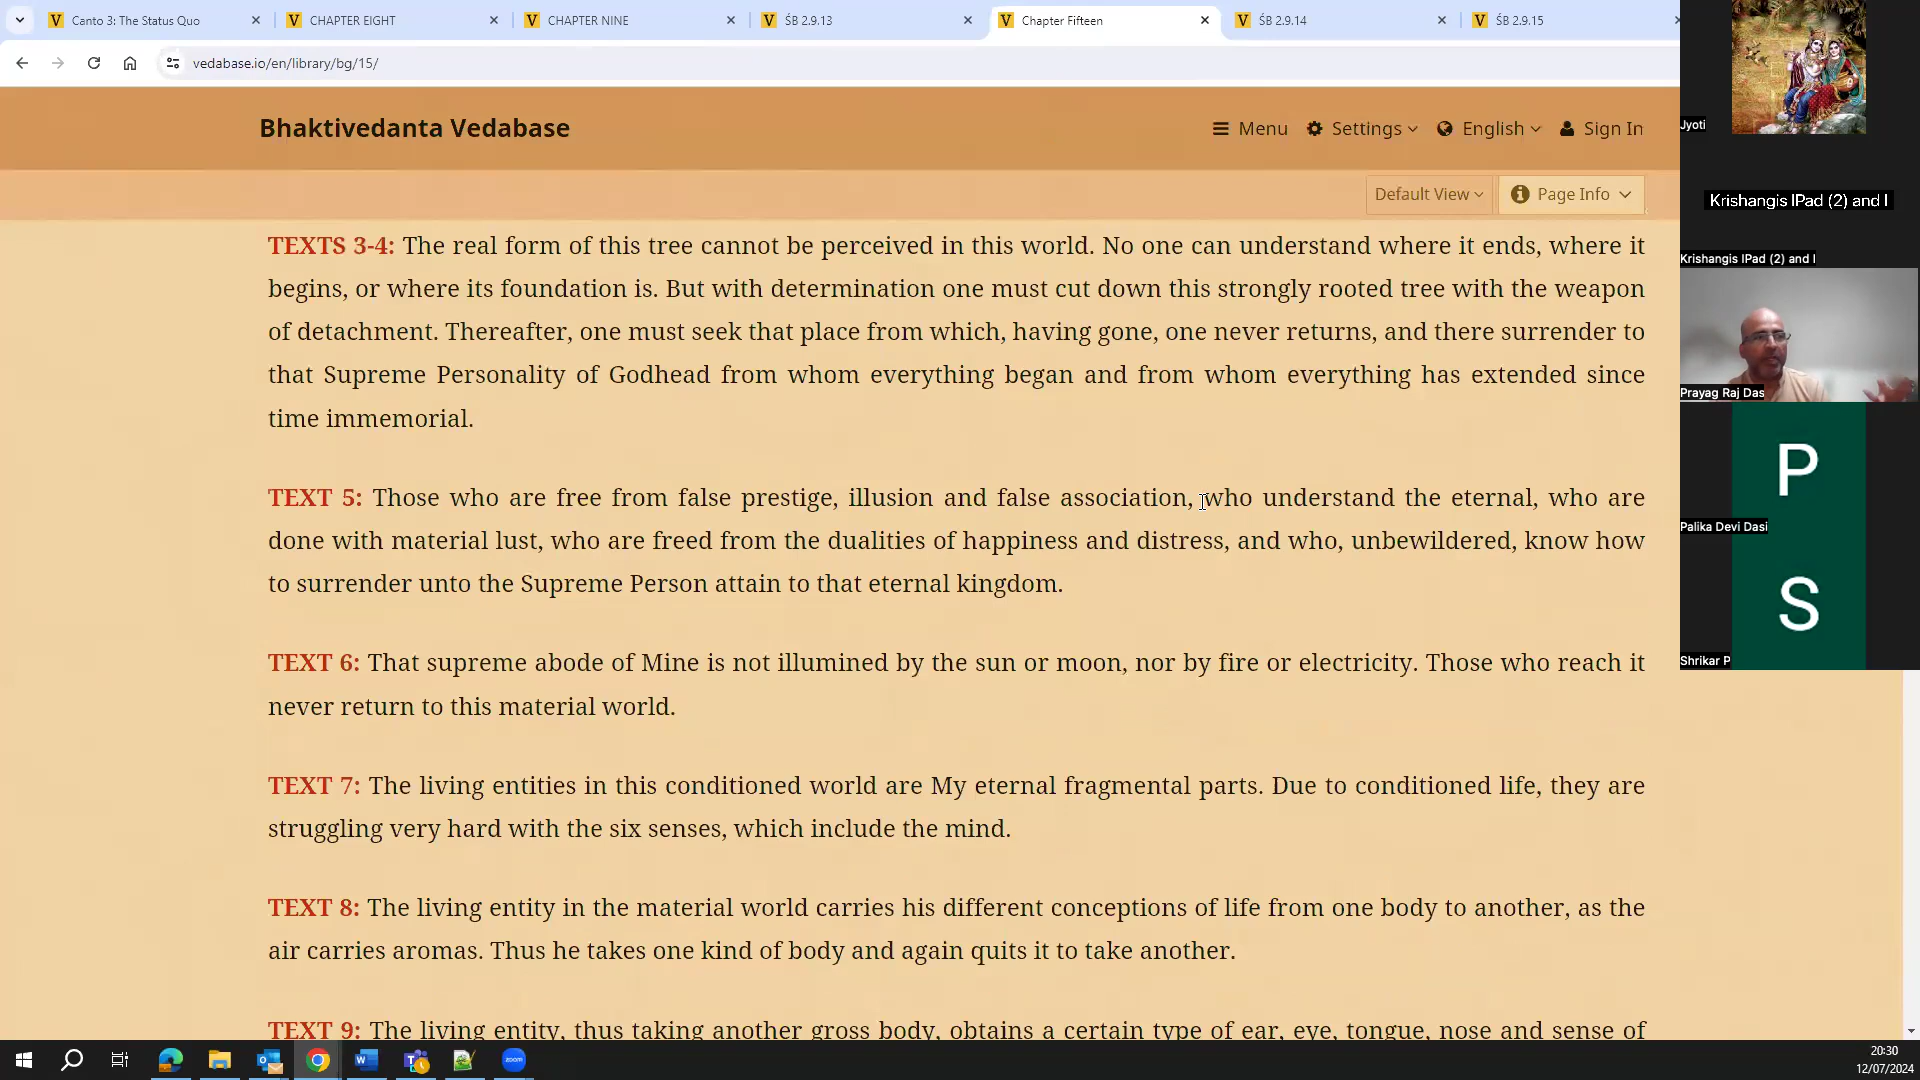 Canto 3: The Status Quo
CHAPTER EIGHT
CHAPTER NINE
ŚB 2.9.13
Chapter Fifteen
ŚB 2.9.14
ŚB 2.9.15
vedabase.io/en/library/bg/15/
Bhaktivedanta Vedabase
Menu
Settings
English
Sign In
Default View
Page Info
TEXTS 3-4: The real form of this tree cannot be perceived in this world. No one can understand where it ends, where it
begins, or where its foundation is. But with determination one must cut down this strongly rooted tree with the weapon
of detachment. Thereafter, one must seek that place from which, having gone, one never returns, and there surrender to
that Supreme Personality of Godhead from whom everything began and from whom everything has extended since
time immemorial.
TEXT 5: Those who are free from false prestige, illusion and false association, who understand the eternal, who are
done with material lust, who are freed from the dualities of happiness and distress, and who, unbewildered, know how
to surrender unto the Supreme Person attain to that eternal kingdom.
TEXT 6: That supreme abode of Mine is not illumined by the sun or moon, nor by fire or electricity. Those who reach it
never return to this material world.
TEXT 7: The living entities in this conditioned world are My eternal fragmental parts. Due to conditioned life, they are
struggling very hard with the six senses, which include the mind.
TEXT 8: The living entity in the material world carries his different conceptions of life from one body to another, as the
air carries aromas. Thus he takes one kind of body and again quits it to take another.
TEXT 9: The living entity, thus taking another gross body, obtains a certain type of ear, eye, tongue, nose and sense of
Jyoti
Krishangis IPad (2) and I
Krishangis IPad (2) and I
Prayag Raj Das
P
Palika Devi Dasi
S
Shrikar P
zoom
20:30
12/07/2024